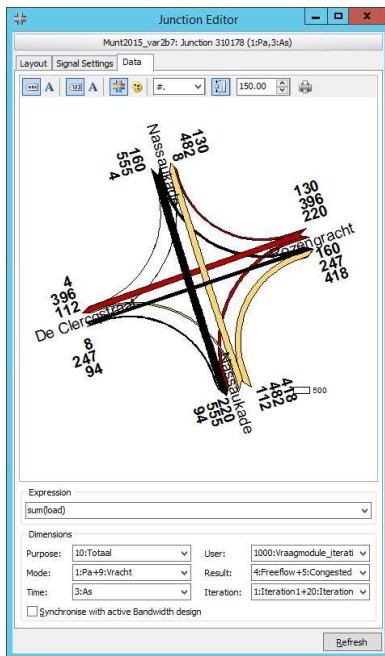 Junction Editor
Munt2015_var2b7: Junction 310178 (1:Pa,3:As)
Layout Signal Settings Data
abc A 123 A #. 150.00
Nassaukade
160
555
4
130
482
8
130
396
220
Rozengracht
160
247
418
4
396
112
De Clercqstraat
8
247
94
Nassaukade
220
555
94
418
482
112
500
Expression
sum(load)
Dimensions
Purpose: 10:Totaal User: 1000:Vraagmodule_iterati
Mode: 1:Pa+9:Vracht Result: 4:Freeflow+5:Congested
Time: 3:As Iteration: 1:Iteration1+20:Iteration
Synchronise with active Bandwidth design
Refresh